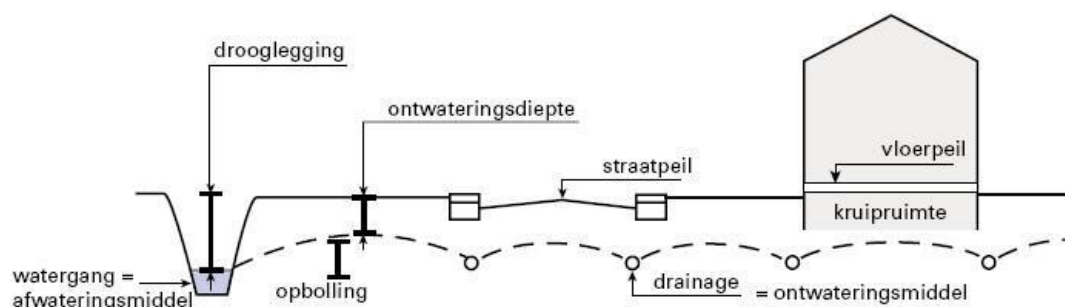 drooglegging
ontwateringsdiepte
straatpeil
vloerpeil
kruipruimte
watergang =
afwateringsmiddel
opbolling
drainage = ontwateringsmiddel